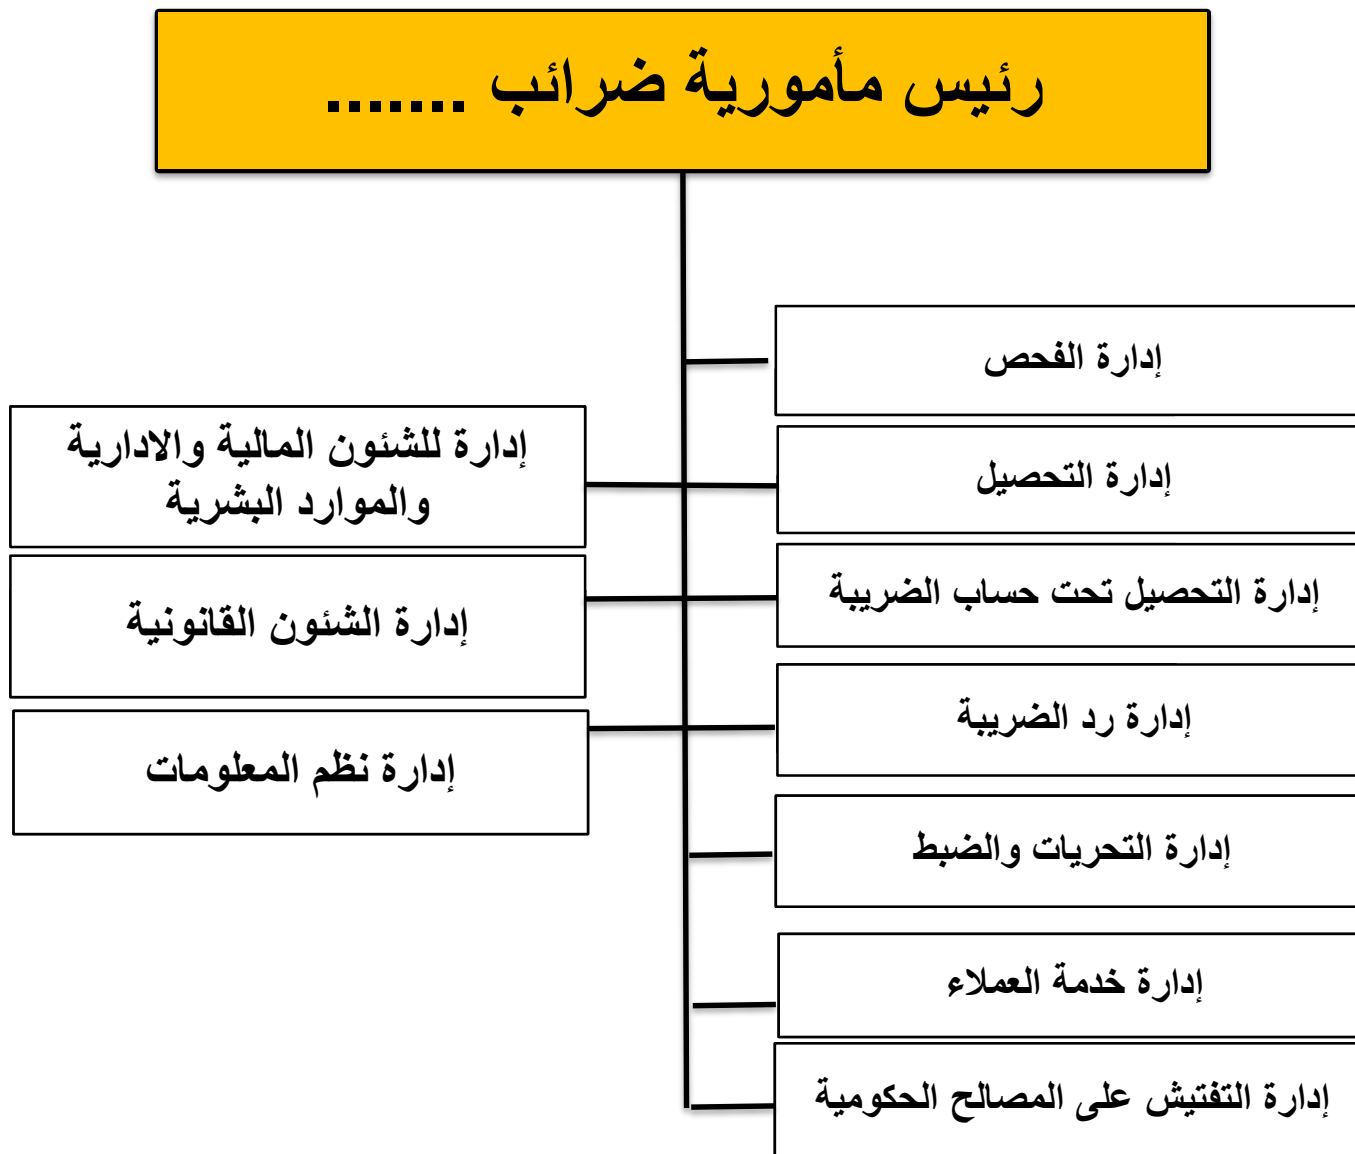 رئيس مأمورية ضرائب .......
إدارة الفحص
إدارة التحصيل
إدارة التحصيل تحت حساب الضريبة
إدارة رد الضريبة
إدارة التحريات والضبط
إدارة خدمة العملاء
إدارة التفتيش على المصالح الحكومية
إدارة للشئون المالية والادارية
والموارد البشرية
إدارة الشئون القانونية
إدارة نظم المعلومات